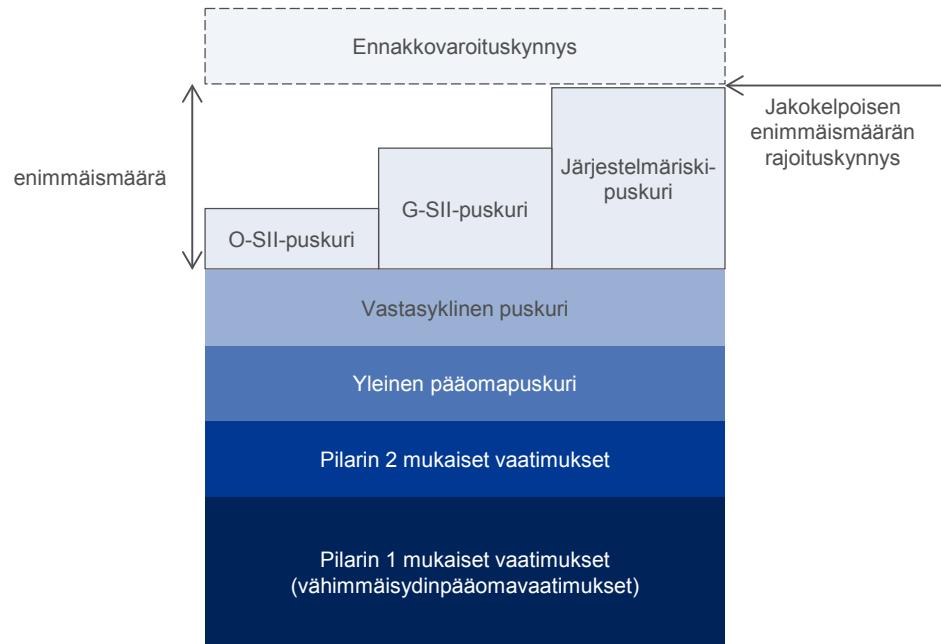 Ennakkovaroituskynnys
Jakokelpoisen
enimmäismäärän
rajoituskynnys
enimmäismäärä
O-SII-puskuri
G-SII-puskuri
Järjestelmäriski-
puskuri
Vastasyklinen puskuri
Yleinen pääomapuskuri
Pilarin 2 mukaiset vaatimukset
Pilarin 1 mukaiset vaatimukset
(vähimmäisydinpääomavaatimukset)